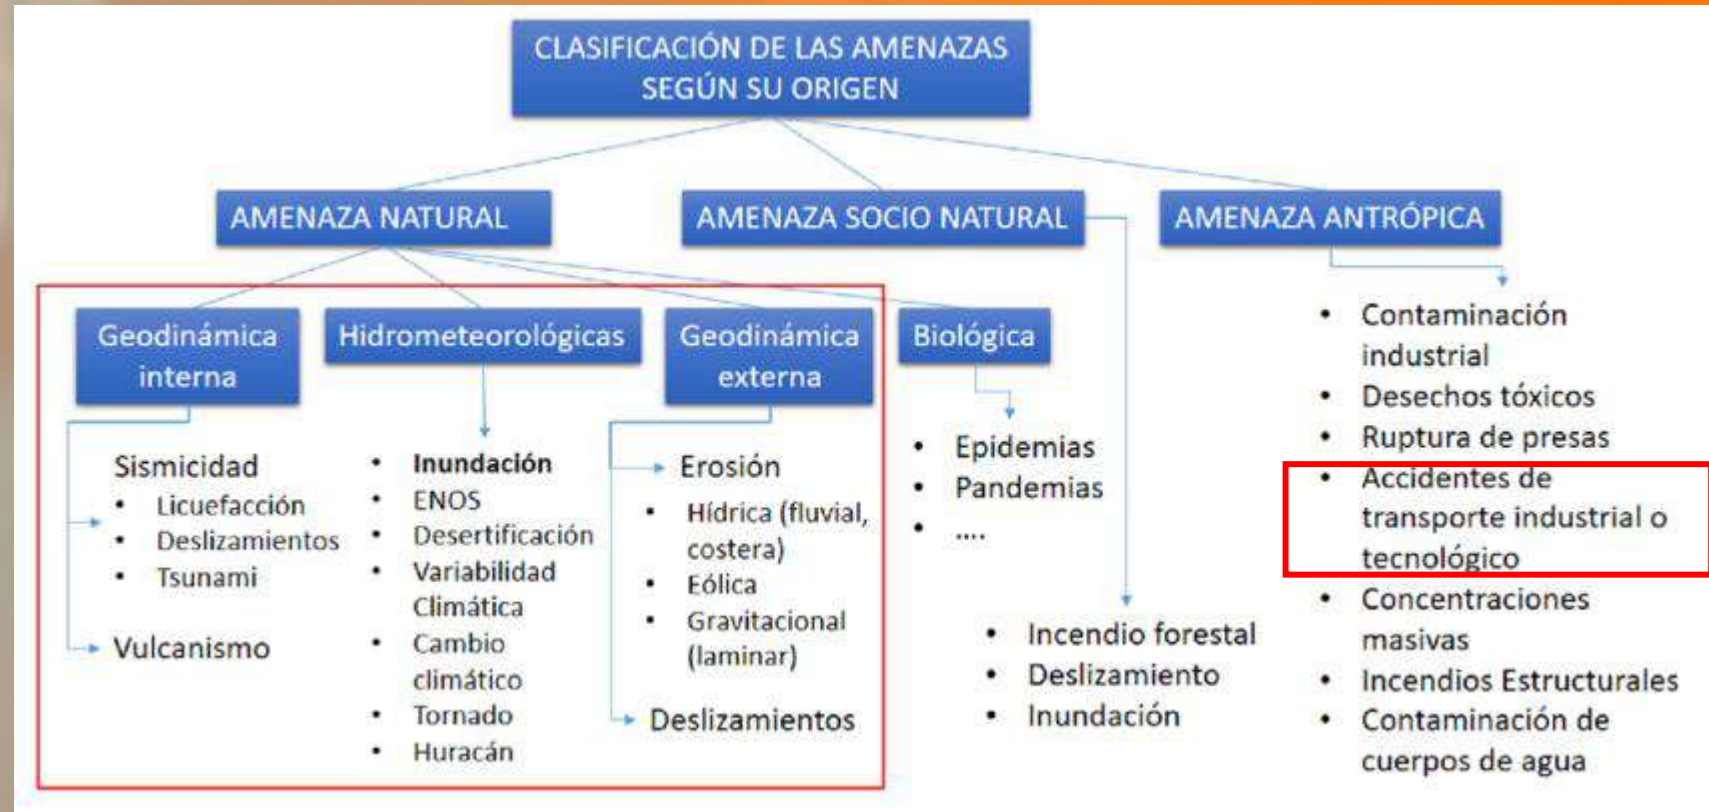 CLASIFICACIÓN DE LAS AMENAZAS
SEGÚN SU ORIGEN
AMENAZA NATURAL
AMENAZA SOCIO NATURAL
AMENAZA ANTRÓPICA
Geodinámica
interna
Hidrometeorológicas
Geodinámica
externa
Biológica
Sismicidad
• Licuefacción
• Deslizamientos
• Tsunami
Vulcanismo
• Inundación
• ENOS
• Desertificación
• Variabilidad
Climática
• Cambio
climático
• Tornado
• Huracán
Erosión
• Hídrica (fluvial,
costera)
• Eólica
• Gravitacional
(laminar)
Deslizamientos
• Epidemias
• Pandemias
• ....
• Incendio forestal
• Deslizamiento
• Inundación
• Contaminación
industrial
• Desechos tóxicos
• Ruptura de presas
• Accidentes de
transporte industrial o
tecnológico
• Concentraciones
masivas
• Incendios Estructurales
• Contaminación de
cuerpos de agua